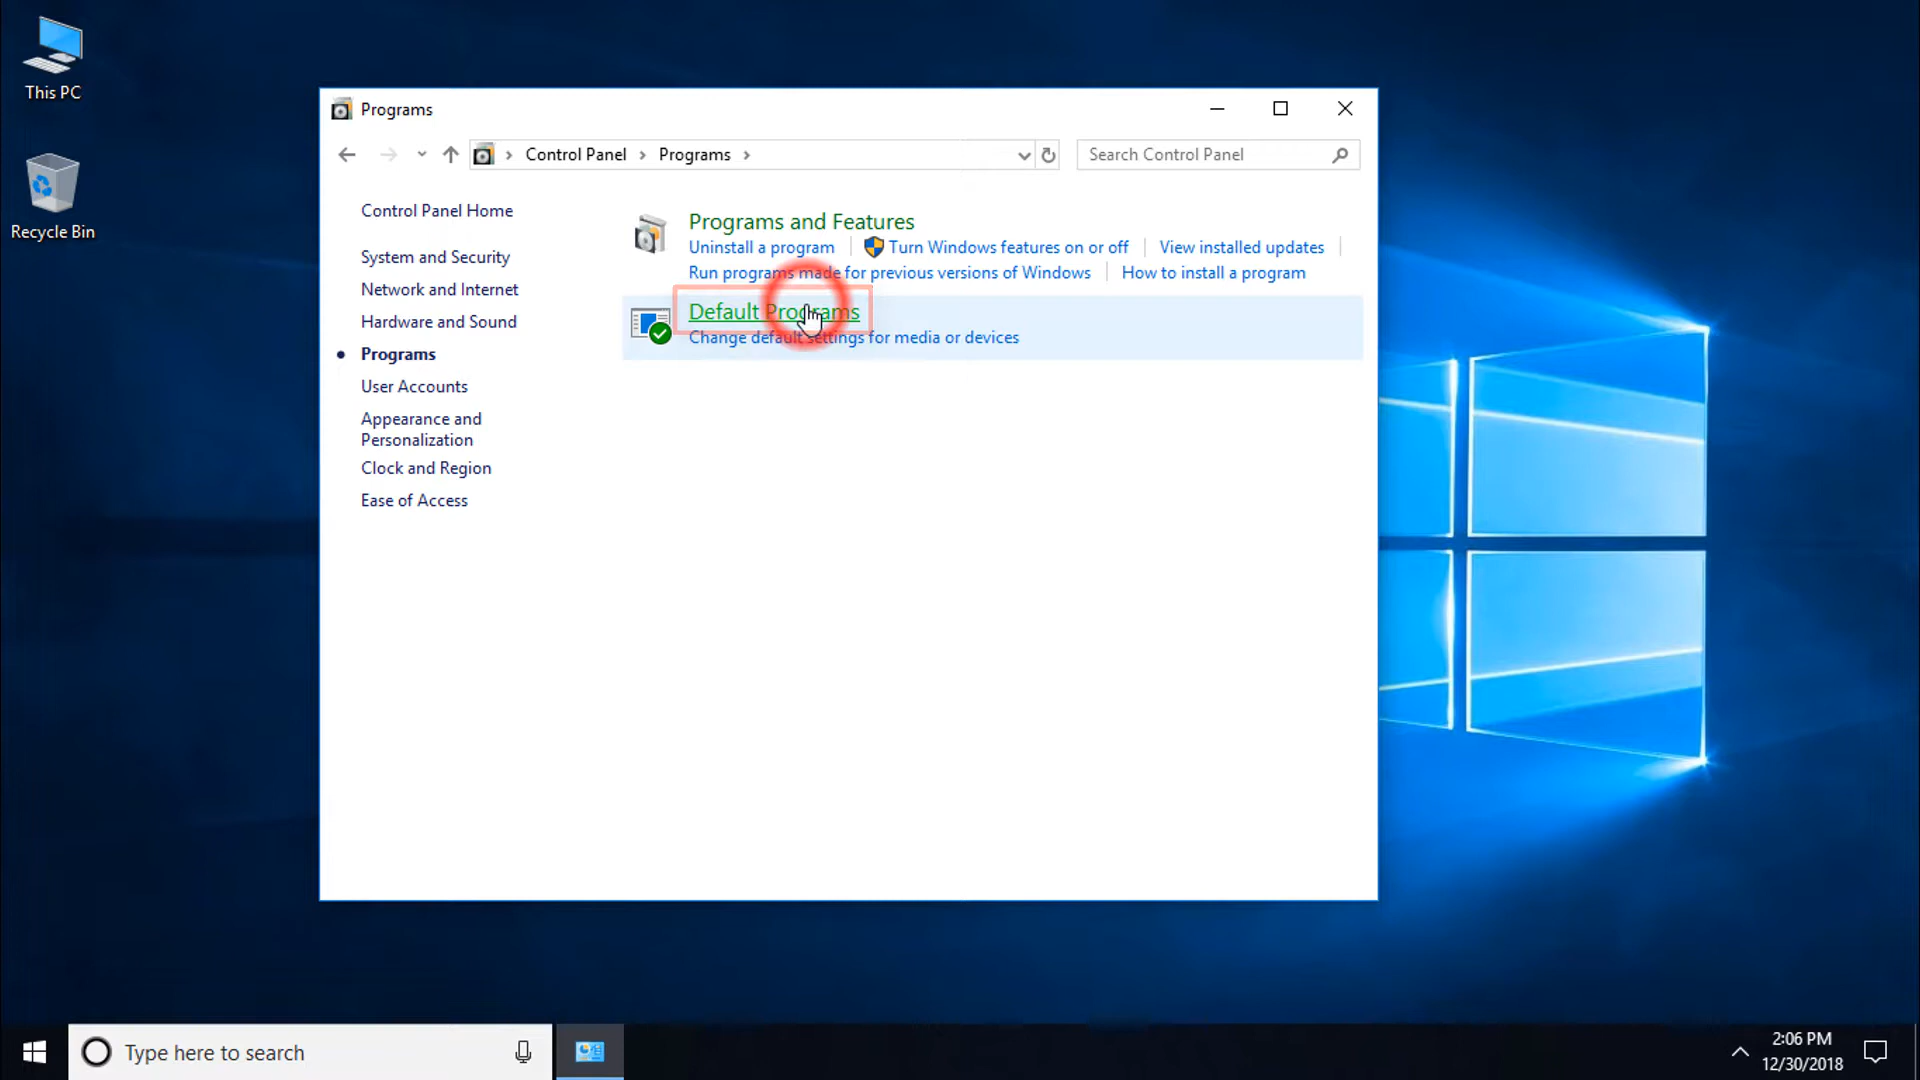 This PC
Recycle Bin
Programs
Control Panel Programs
Search Control Panel
Control Panel Home
System and Security
Network and Internet
Hardware and Sound
Programs
User Accounts
Appearance and
Personalization
Clock and Region
Ease of Access
Programs and Features
Uninstall a program Turn Windows features on or off View installed updates
Run programs made for previous versions of Windows How to install a program
Default Programs
Change default settings for media or devices
Type here to search
2:06 PM
12/30/2018